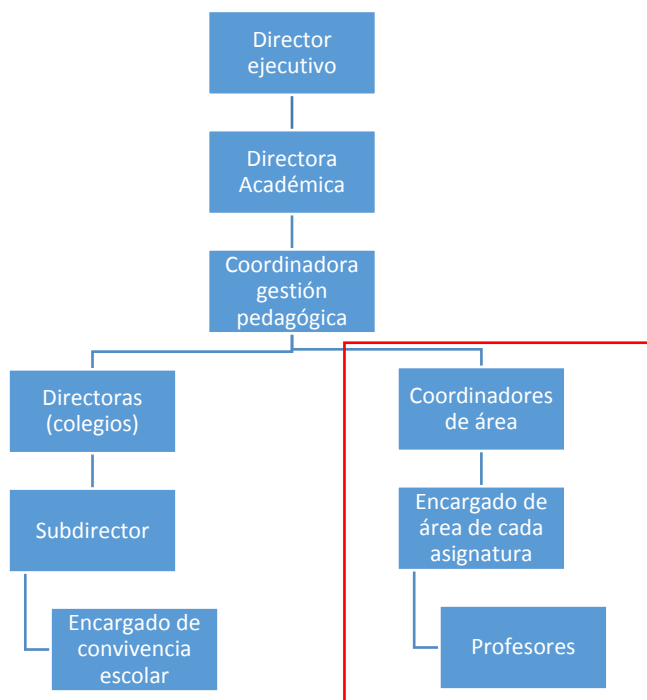 Director
ejecutivo
Directora
Académica
Coordinadora
gestión
pedagógica
Directoras
(colegios)
Coordinadores
de área
Subdirector
Encargado de
área de cada
asignatura
Encargado de
convivencia
escolar
Profesores